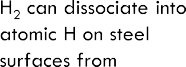 H₂ can dissociate into
atomic H on steel
surfaces from